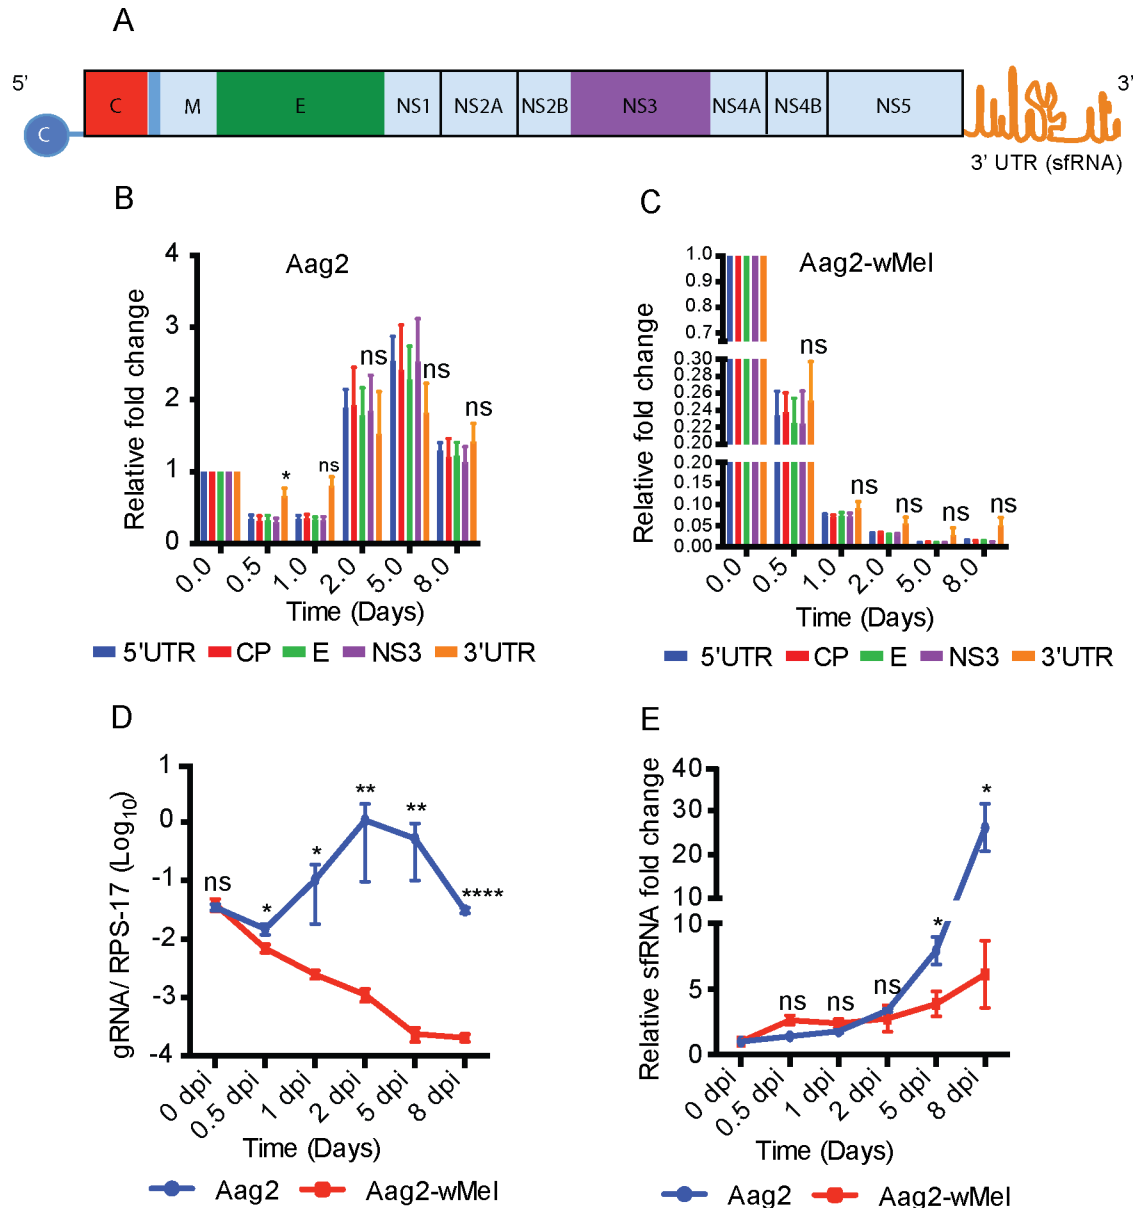 A
5'
3'
C
C
M
E
NS1
NS2A
NS2B
NS3
NS4A
NS4B
NS5
3' UTR (sfRNA)
B
Aag2
Relative fold change
4
3
2
1
0
*
ns
ns
ns
ns
0.0
0.5
1.0
2.0
5.0
8.0
Time (Days)
5'UTR
CP
E
NS3
3'UTR
C
Aag2-wMel
Relative fold change
1.0
0.9
0.8
0.7
0.30
0.28
0.26
0.24
0.22
0.20
0.20
0.15
0.10
0.05
0.00
ns
ns
ns
ns
ns
0.0
0.5
1.0
2.0
5.0
8.0
Time (Days)
5'UTR
CP
E
NS3
3'UTR
D
gRNA/ RPS-17 (Log10)
1
0
-1
-2
-3
-4
ns
*
*
**
**
****
0 dpi
0.5 dpi
1 dpi
2 dpi
5 dpi
8 dpi
Time (Days)
Aag2
Aag2-wMel
E
Relative sfRNA fold change
40
30
20
10
10
5
0
ns
ns
ns
*
*
0 dpi
0.5 dpi
1 dpi
2 dpi
5 dpi
8 dpi
Time (Days)
Aag2
Aag2-wMel